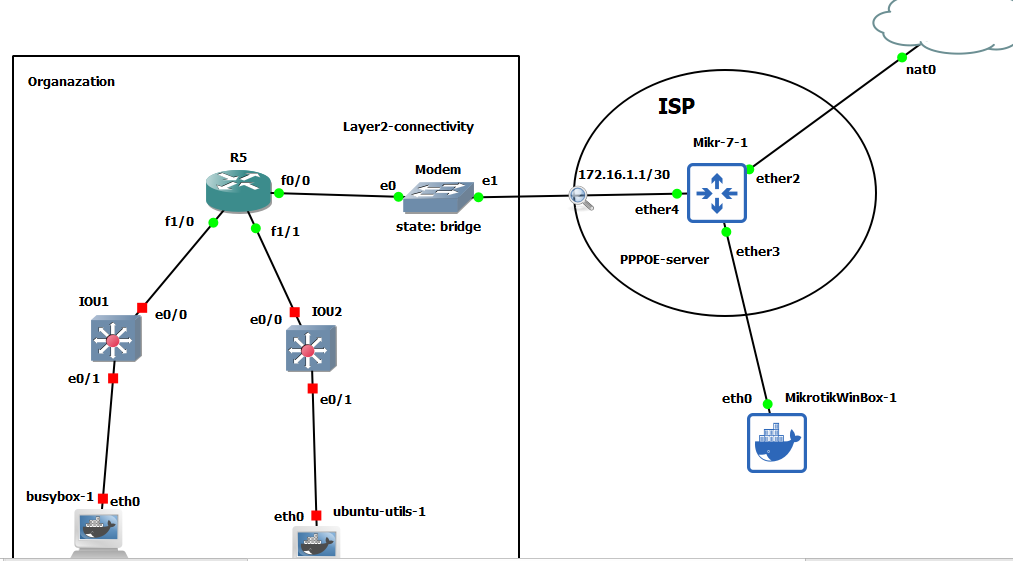 nat0
Organazation
ISP
Layer2-connectivity
Mikr-7-1
R5
Modem
172.16.1.1/30
ether2
f0/0
e0
e1
ether4
f1/0
f1/1
state: bridge
PPPOE-server
ether3
IOU1
e0/0
e0/0
IOU2
e0/1
e0/1
eth0
MikrotikWinBox-1
busybox-1
eth0
eth0
ubuntu-utils-1